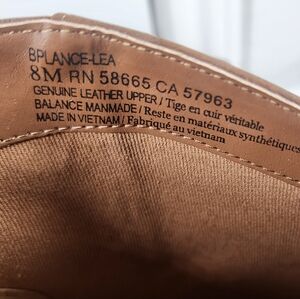 BPLANCE-LEA
8M RN 58665 CA 57963
GENUINE LEATHER UPPER / Tige en cuir véritable
BALANCE MANMADE / Reste en matériaux synthétiques
MADE IN VIETNAM / Fabriqué au vietnam